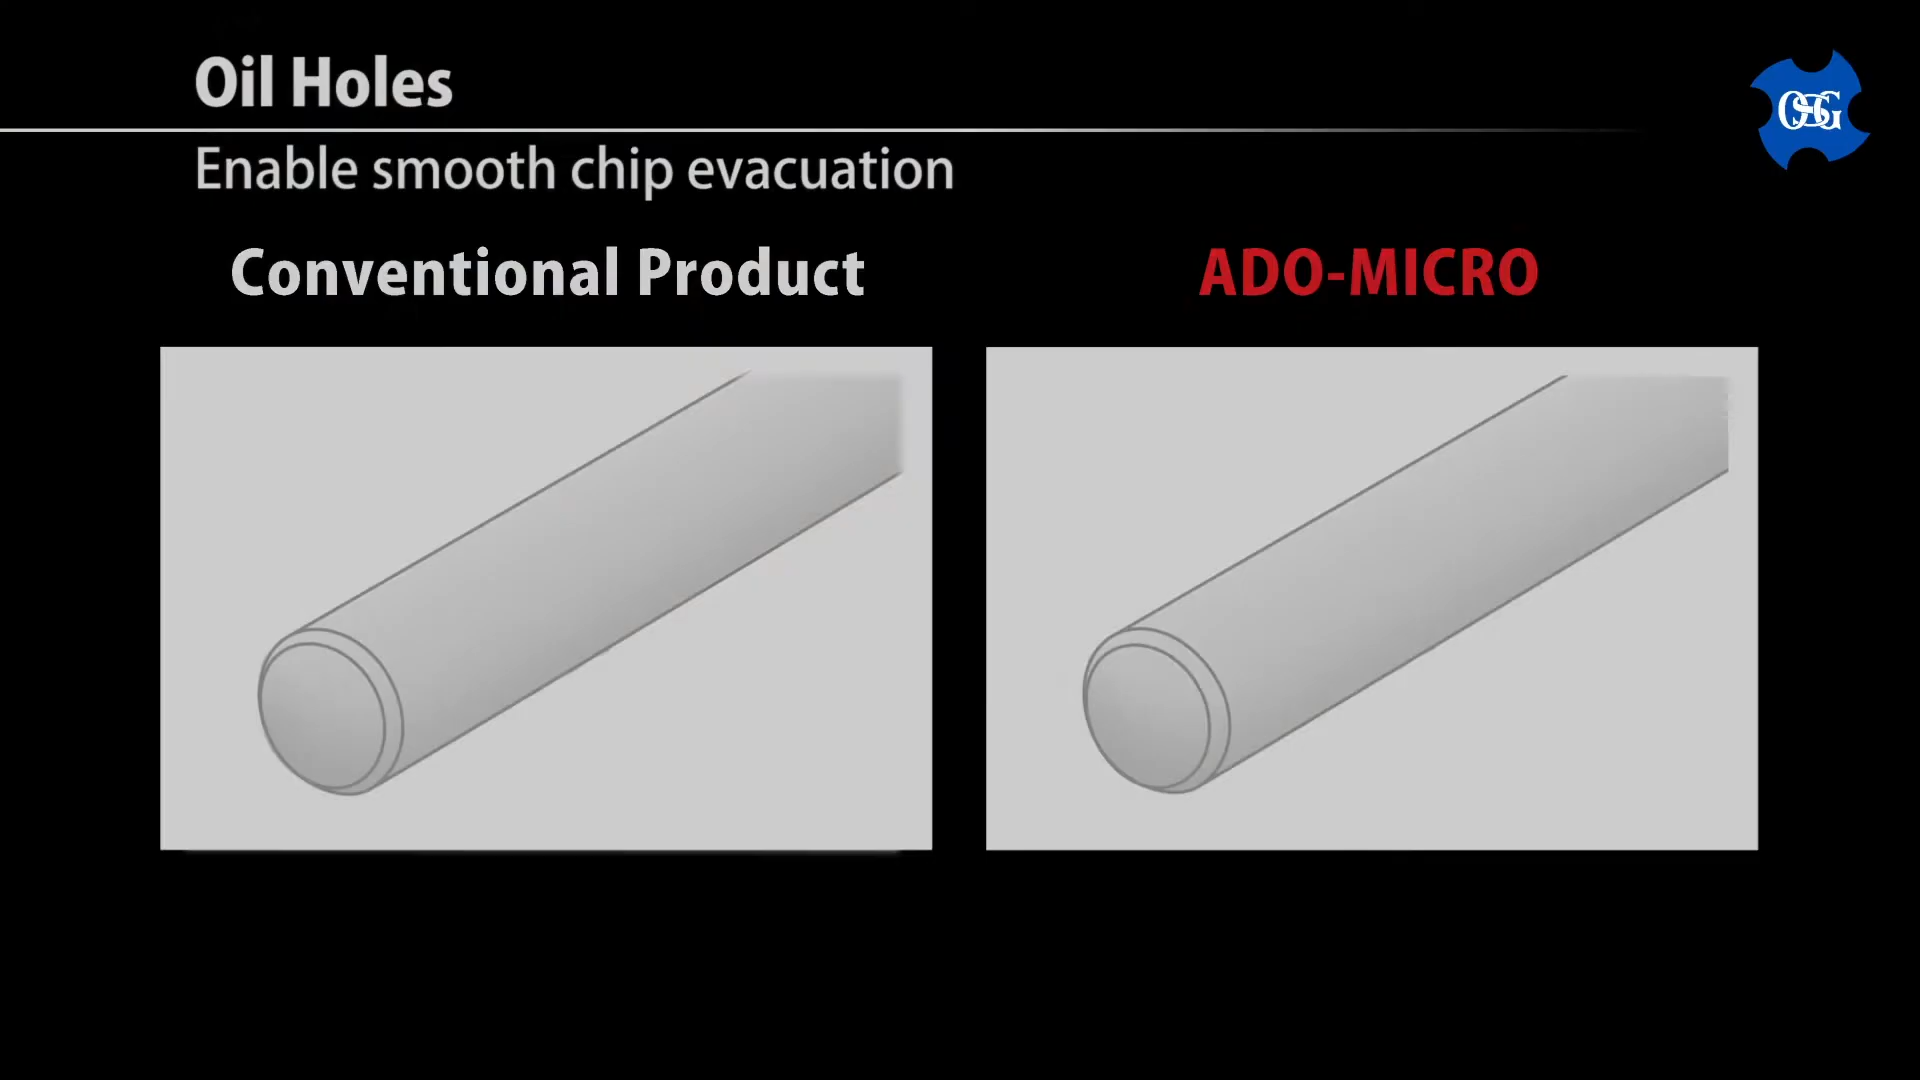 Oil Holes
OSG
Enable smooth chip evacuation
Conventional Product
ADO-MICRO